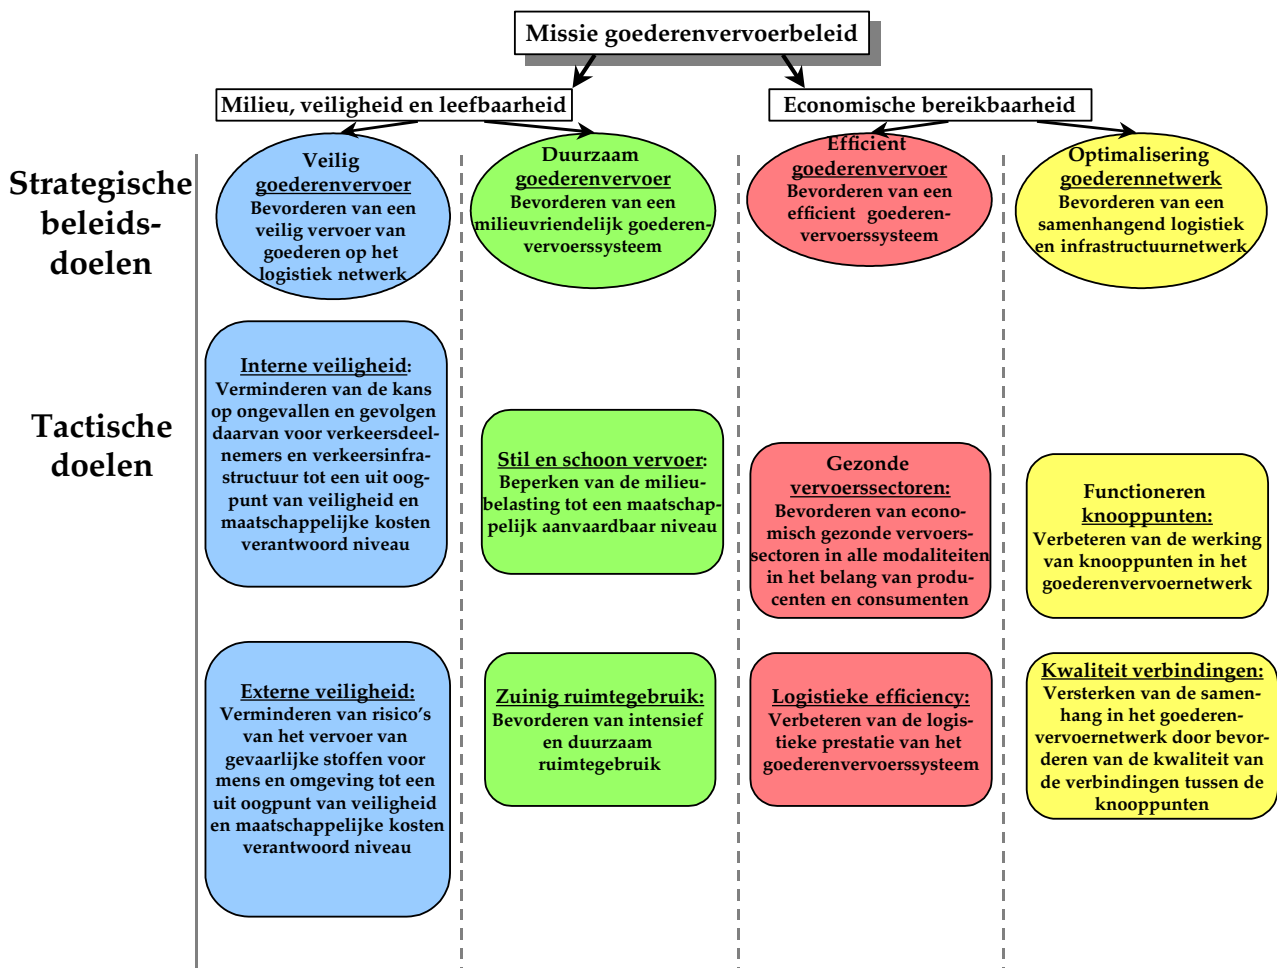 Missie goederenvervoerbeleid
Milieu, veiligheid en leefbaarheid
Economische bereikbaarheid
Strategische
beleids-
doelen
Veilig
goederenvervoer
Bevorderen van een
veilig vervoer van
goederen op het
logistiek netwerk
Duurzaam
goederenvervoer
Bevorderen van een
milieuvriendelijk goederen-
vervoerssysteem
Efficient
goederenvervoer
Bevorderen van een
efficient goederen-
vervoerssysteem
Optimalisering
goederennetwerk
Bevorderen van een
samenhangend logistiek
en infrastructuurnetwerk
Tactische
doelen
Interne veiligheid:
Verminderen van de kans
op ongevallen en gevolgen
daarvan voor verkeersdeel-
nemers en verkeersinfra-
structuur tot een uit oog-
punt van veiligheid en
maatschappelijke kosten
verantwoord niveau
Stil en schoon vervoer:
Beperken van de milieu-
belasting tot een maatschap-
pelijk aanvaardbaar niveau
Gezonde
vervoerssectoren:
Bevorderen van econo-
misch gezonde vervoers-
sectoren in alle modaliteiten
in het belang van produ-
centen en consumenten
Functioneren
knooppunten:
Verbeteren van de werking
van knooppunten in het
goederenvervoernetwerk
Externe veiligheid:
Verminderen van risico's
van het vervoer van
gevaarlijke stoffen voor
mens en omgeving tot een
uit oogpunt van veiligheid
en maatschappelijke kosten
verantwoord niveau
Zuinig ruimtegebruik:
Bevorderen van intensief
en duurzaam
ruimtegebruik
Logistieke efficiency:
Verbeteren van de logis-
tieke prestatie van het
goederenvervoerssysteem
Kwaliteit verbindingen:
Versterken van de samen-
hang in het goederen-
vervoernetwerk door bevor-
deren van de kwaliteit van
de verbindingen tussen de
knooppunten